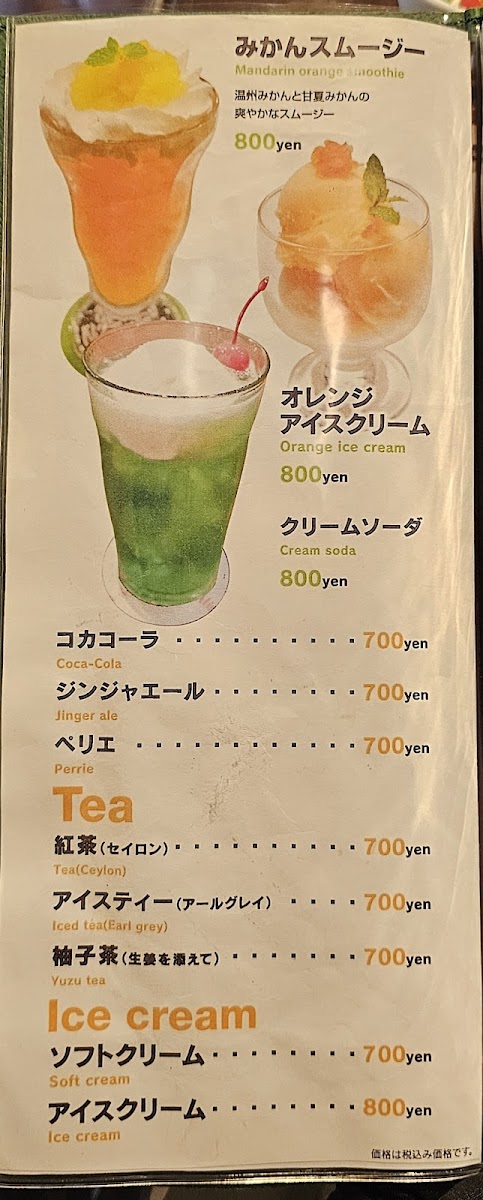 みかんスムージー
Mandarin orange smoothie
温州みかんと甘夏みかんの
爽やかなスムージー
800yen
オレンジ
アイスクリーム
Orange ice cream
800yen
クリームソーダ
Cream soda
800yen
コカコーラ ・・・・・・・・・・700yen
Coca-Cola
ジンジャエール・・・・・・・・700yen
Jinger ale
ペリエ ・・・・・・・・・・・・700yen
Perrie
Tea
紅茶(セイロン)・・・・・・・・・・700yen
Tea(Ceylon)
アイスティー(アールグレイ) ・・・・700yen
Iced tea(Earl grey)
柚子茶(生姜を添えて)・・・・・・・700yen
Yuzu tea
Ice cream
ソフトクリーム・・・・・・・・700yen
Soft cream
アイスクリーム・・・・・・・・800yen
Ice cream
価格は税込み価格です。